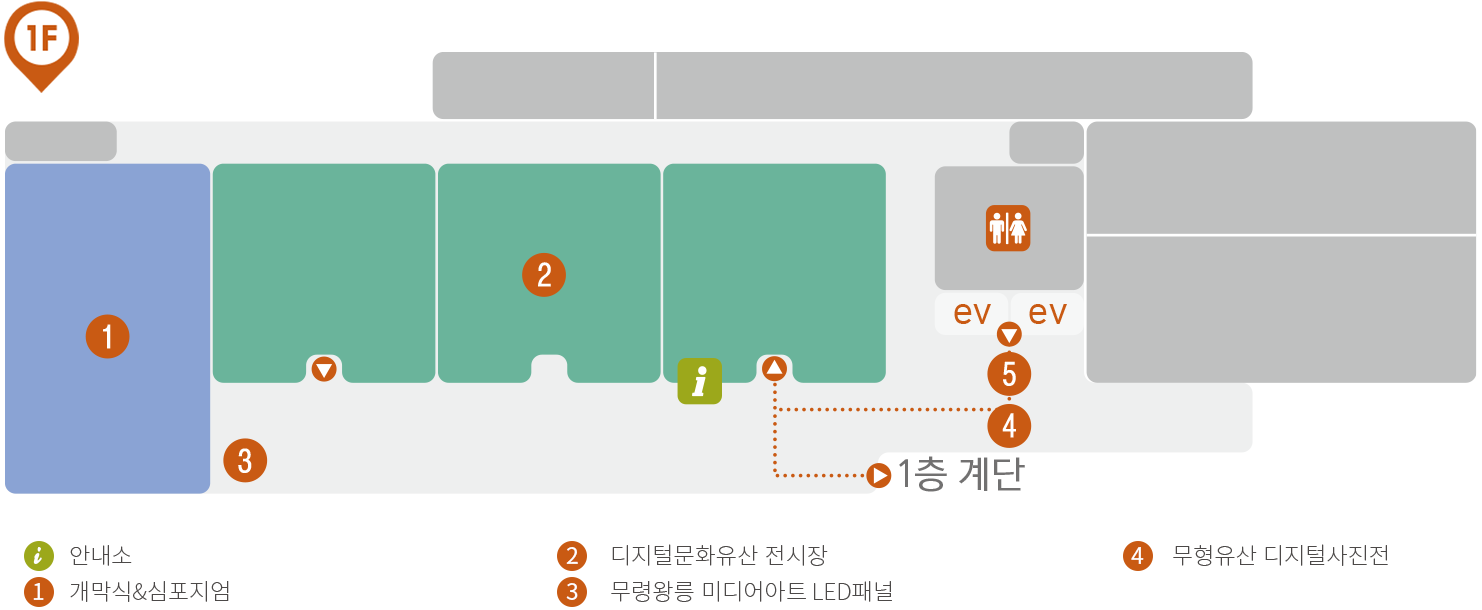 1F
1
2
3
i
ev ev
5
4
1층 계단
i 안내소
1 개막식&심포지엄
2 디지털문화유산 전시장
3 무령왕릉 미디어아트 LED패널
4 무형유산 디지털사진전